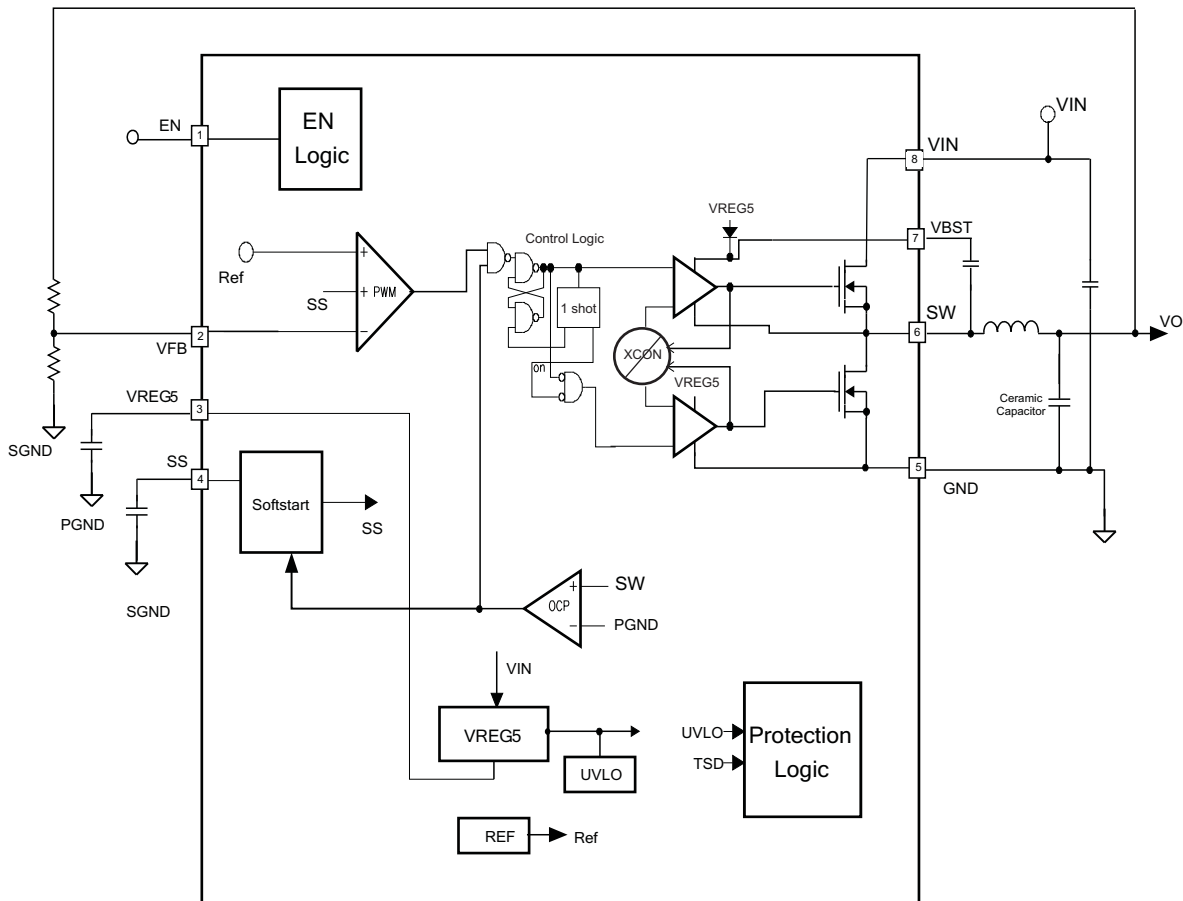 EN
1
EN
Logic
VIN
VIN
8
VREG5
VBST
7
Control Logic
Ref
+
+
PWM
SS
−
1 shot
SW
6
VO
VFB
2
XCON
on
VREG5
VREG5
3
Ceramic
Capacitor
SGND
SS
4
5
GND
Softstart
SS
PGND
SGND
+
SW
OCP
−
PGND
VIN
VREG5
UVLO
UVLO
TSD
Protection
Logic
REF
Ref